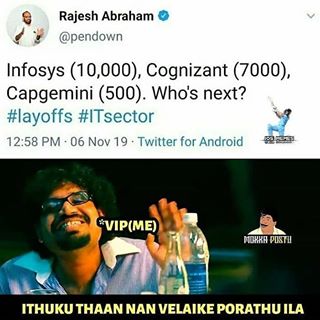 Rajesh Abraham
@pendown
Infosys (10,000), Cognizant (7000),
Capgemini (500). Who's next?
#layoffs #ITsector
12:58 PM · 06 Nov 19 · Twitter for Android
*VIP(ME)
MOKKA POSTU
ITHUKU THAAN NAN VELAIKE PORATHU ILA